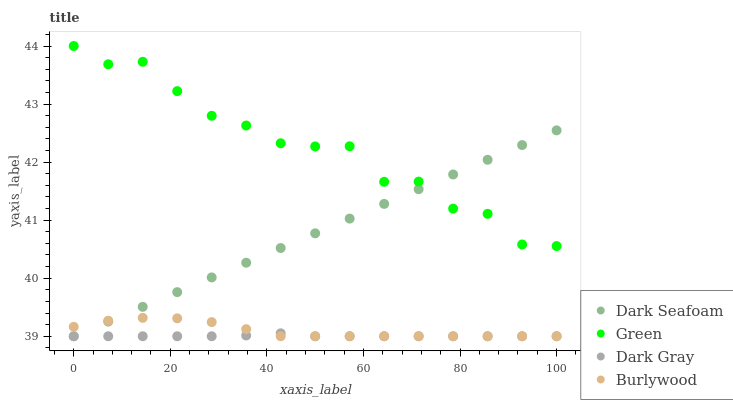 title
yaxis_label
44
43
42
41
40
39
0
20
40
60
80
100
xaxis_label
Dark Seafoam
Green
Dark Gray
Burlywood